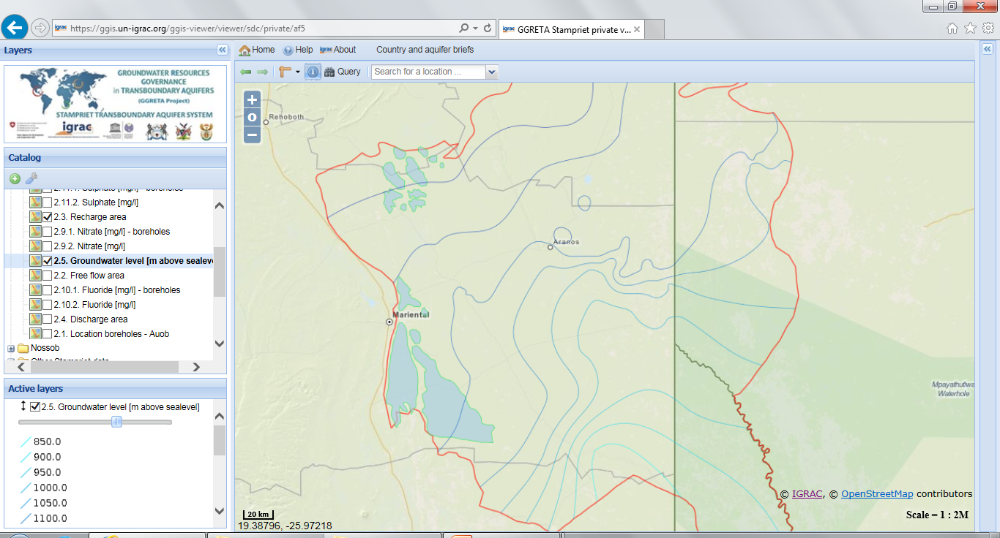 https://ggis.un-igrac.org/ggis-viewer/viewer/sdc/private/af5
igrac GGRETA Stampriet private v...
Layers
Home Help igrac About Country and aquifer briefs
GROUNDWATER RESOURCES
GOVERNANCE
in TRANSBOUNDARY AQUIFERS
(GGRETA Project)
STAMPRIET TRANSBOUNDARY AQUIFER SYSTEM
igrac
Query Search for a location ...
Catalog
2.11.1. Sulphate [mg/l] - boreholes
2.11.2. Sulphate [mg/l]
2.3. Recharge area
2.9.1. Nitrate [mg/l] - boreholes
2.9.2. Nitrate [mg/l]
2.5. Groundwater level [m above sealev
2.2. Free flow area
2.10.1. Fluoride [mg/l] - boreholes
2.10.2. Fluoride [mg/l]
2.4. Discharge area
2.1. Location boreholes - Auob
Nossob
Other Stampriet data
Active layers
2.5. Groundwater level [m above sealevel]
850.0
900.0
950.0
1000.0
1050.0
1100.0
+
o
−
Rehoboth
Aranos
Mariental
Mpayathutlwa
Waterhole
© IGRAC, © OpenStreetMap contributors
20 km
Scale = 1 : 2M
19.38796, -25.97218